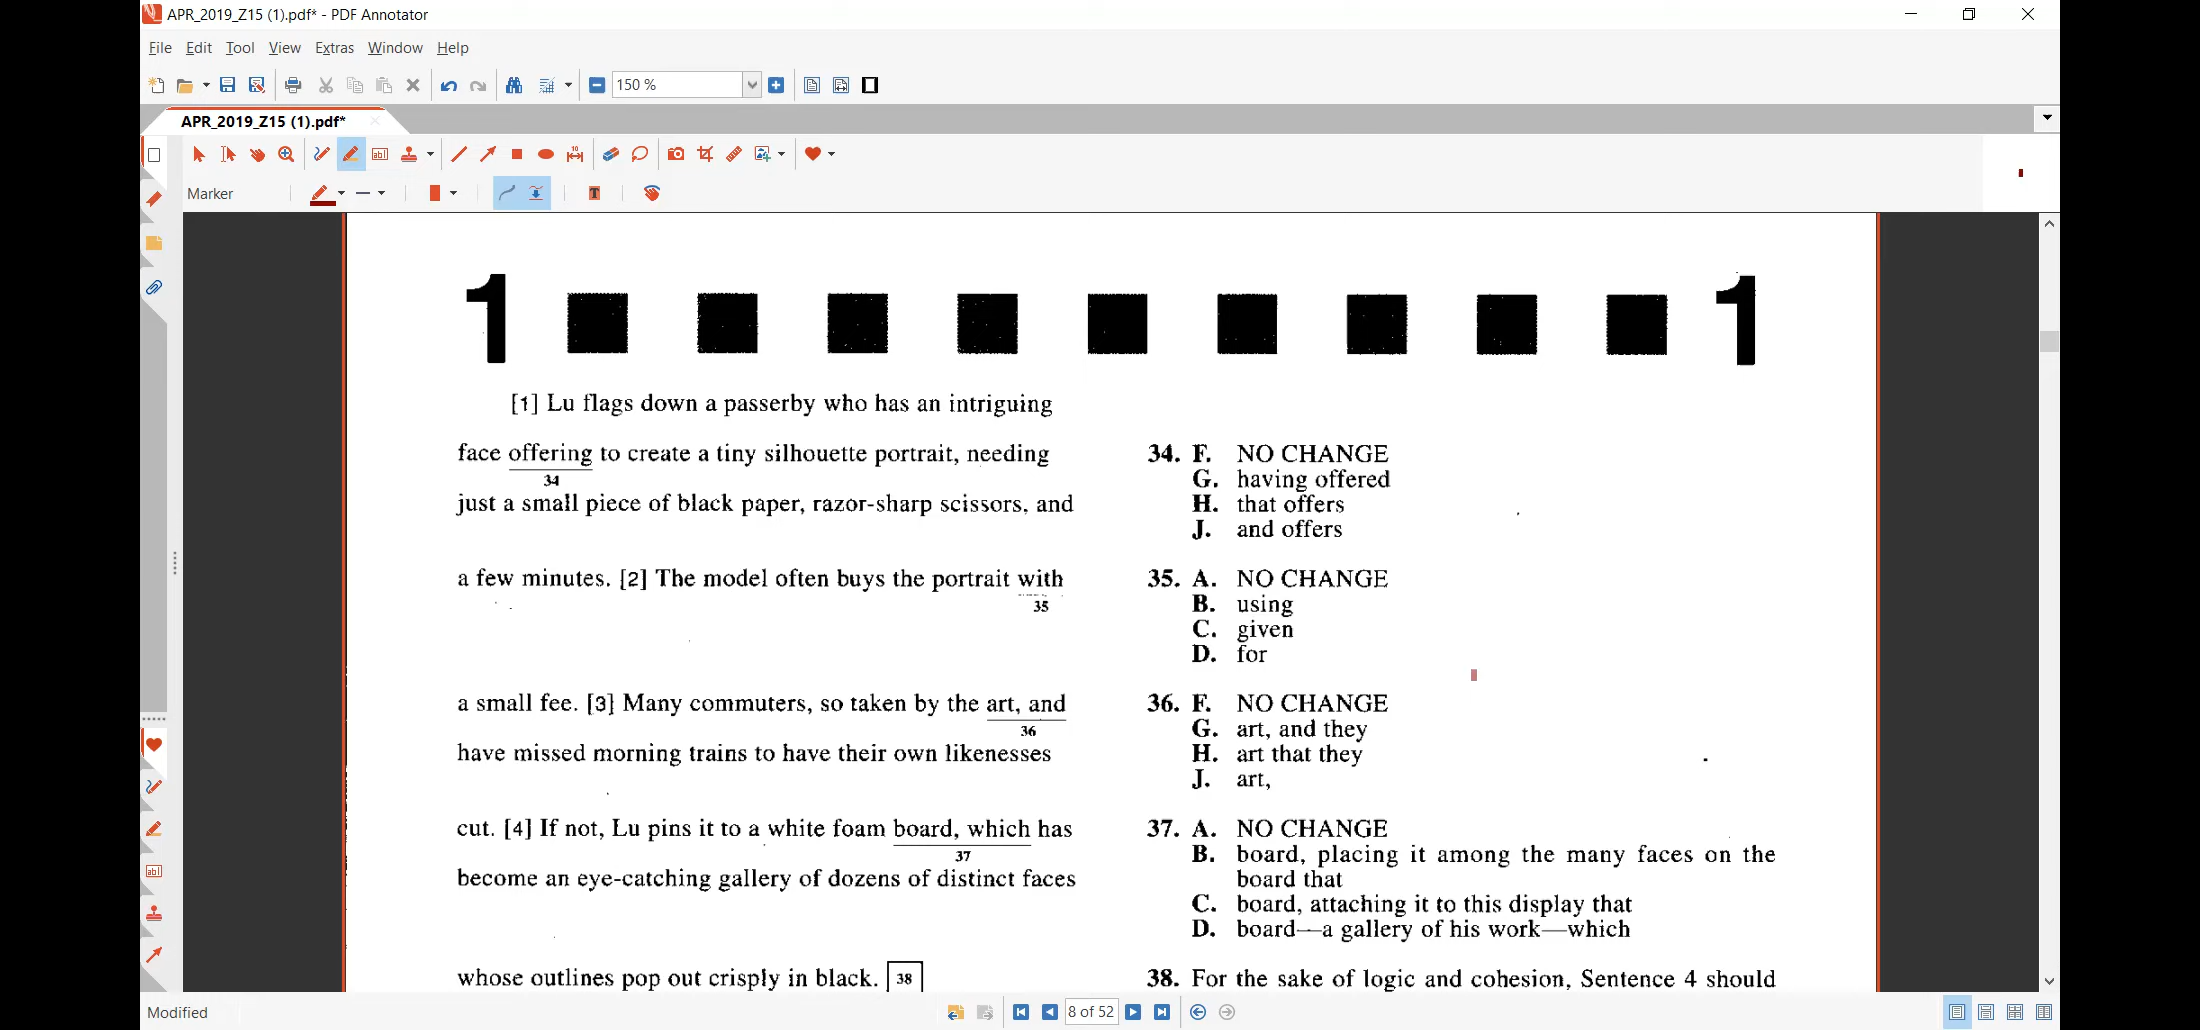 APR_2019_Z15 (1).pdf* - PDF Annotator
File Edit Tool View Extras Window Help
150 %
APR_2019_Z15 (1).pdf*
Marker
1 1
[1] Lu flags down a passerby who has an intriguing
face offering to create a tiny silhouette portrait, needing
34
just a small piece of black paper, razor-sharp scissors, and
a few minutes. [2] The model often buys the portrait with
35
a small fee. [3] Many commuters, so taken by the art, and
36
have missed morning trains to have their own likenesses
cut. [4] If not, Lu pins it to a white foam board, which has
37
become an eye-catching gallery of dozens of distinct faces
whose outlines pop out crisply in black. 38
34. F. NO CHANGE
G. having offered
H. that offers
J. and offers
35. A. NO CHANGE
B. using
C. given
D. for
36. F. NO CHANGE
G. art, and they
H. art that they
J. art,
37. A. NO CHANGE
B. board, placing it among the many faces on the
board that
C. board, attaching it to this display that
D. board—a gallery of his work—which
38. For the sake of logic and cohesion, Sentence 4 should
Modified
8 of 52